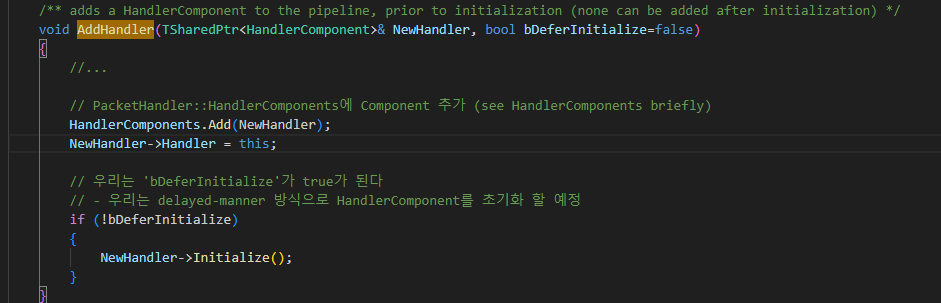 /** adds a HandlerComponent to the pipeline, prior to initialization (none can be added after initialization) */
void AddHandler(TSharedPtr<HandlerComponent>& NewHandler, bool bDeferInitialize=false)
{
//...
// PacketHandler::HandlerComponents에 Component 추가 (see HandlerComponents briefly)
HandlerComponents.Add(NewHandler);
NewHandler->Handler = this;
// 우리는 'bDeferInitialize'가 true가 된다
// - 우리는 delayed-manner 방식으로 HandlerComponent를 초기화 할 예정
if (!bDeferInitialize)
{
NewHandler->Initialize();
}
}